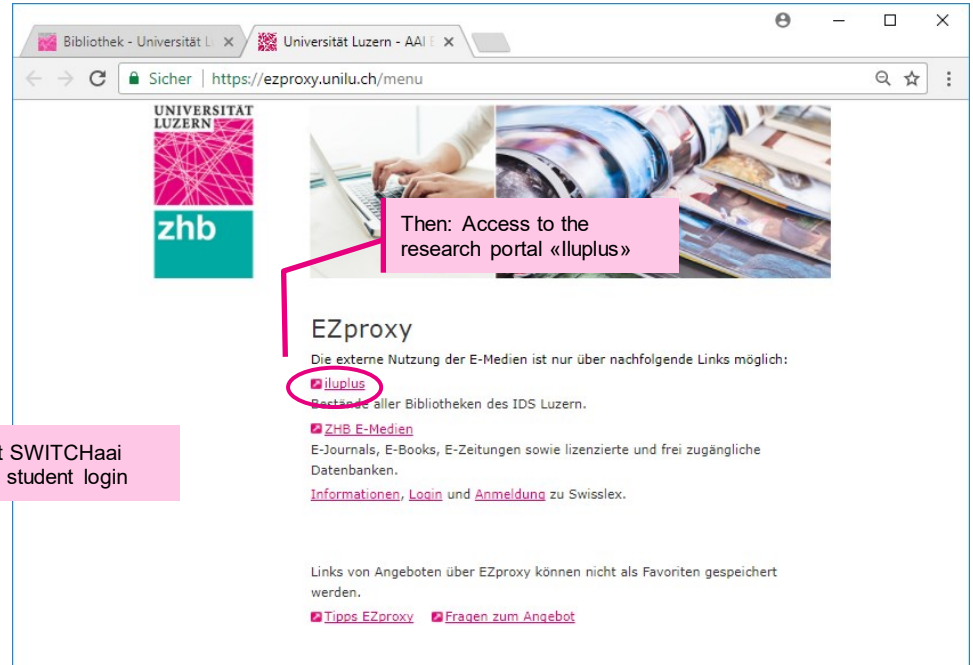 Bibliothek - Universität L
Universität Luzern - AAI E
Sicher
https://ezproxy.unilu.ch/menu
UNIVERSITÄT
LUZERN
zhb
Then: Access to the
research portal «Iluplus»
EZproxy
Die externe Nutzung der E-Medien ist nur über nachfolgende Links möglich:
iluplus
Bestände aller Bibliotheken des IDS Luzern.
ZHB E-Medien
t SWITCHaai
student login
E-Journals, E-Books, E-Zeitungen sowie lizenzierte und frei zugängliche
Datenbanken.
Informationen, Login und Anmeldung zu Swisslex.
Links von Angeboten über EZproxy können nicht als Favoriten gespeichert
werden.
Tipps EZproxy Fragen zum Angebot